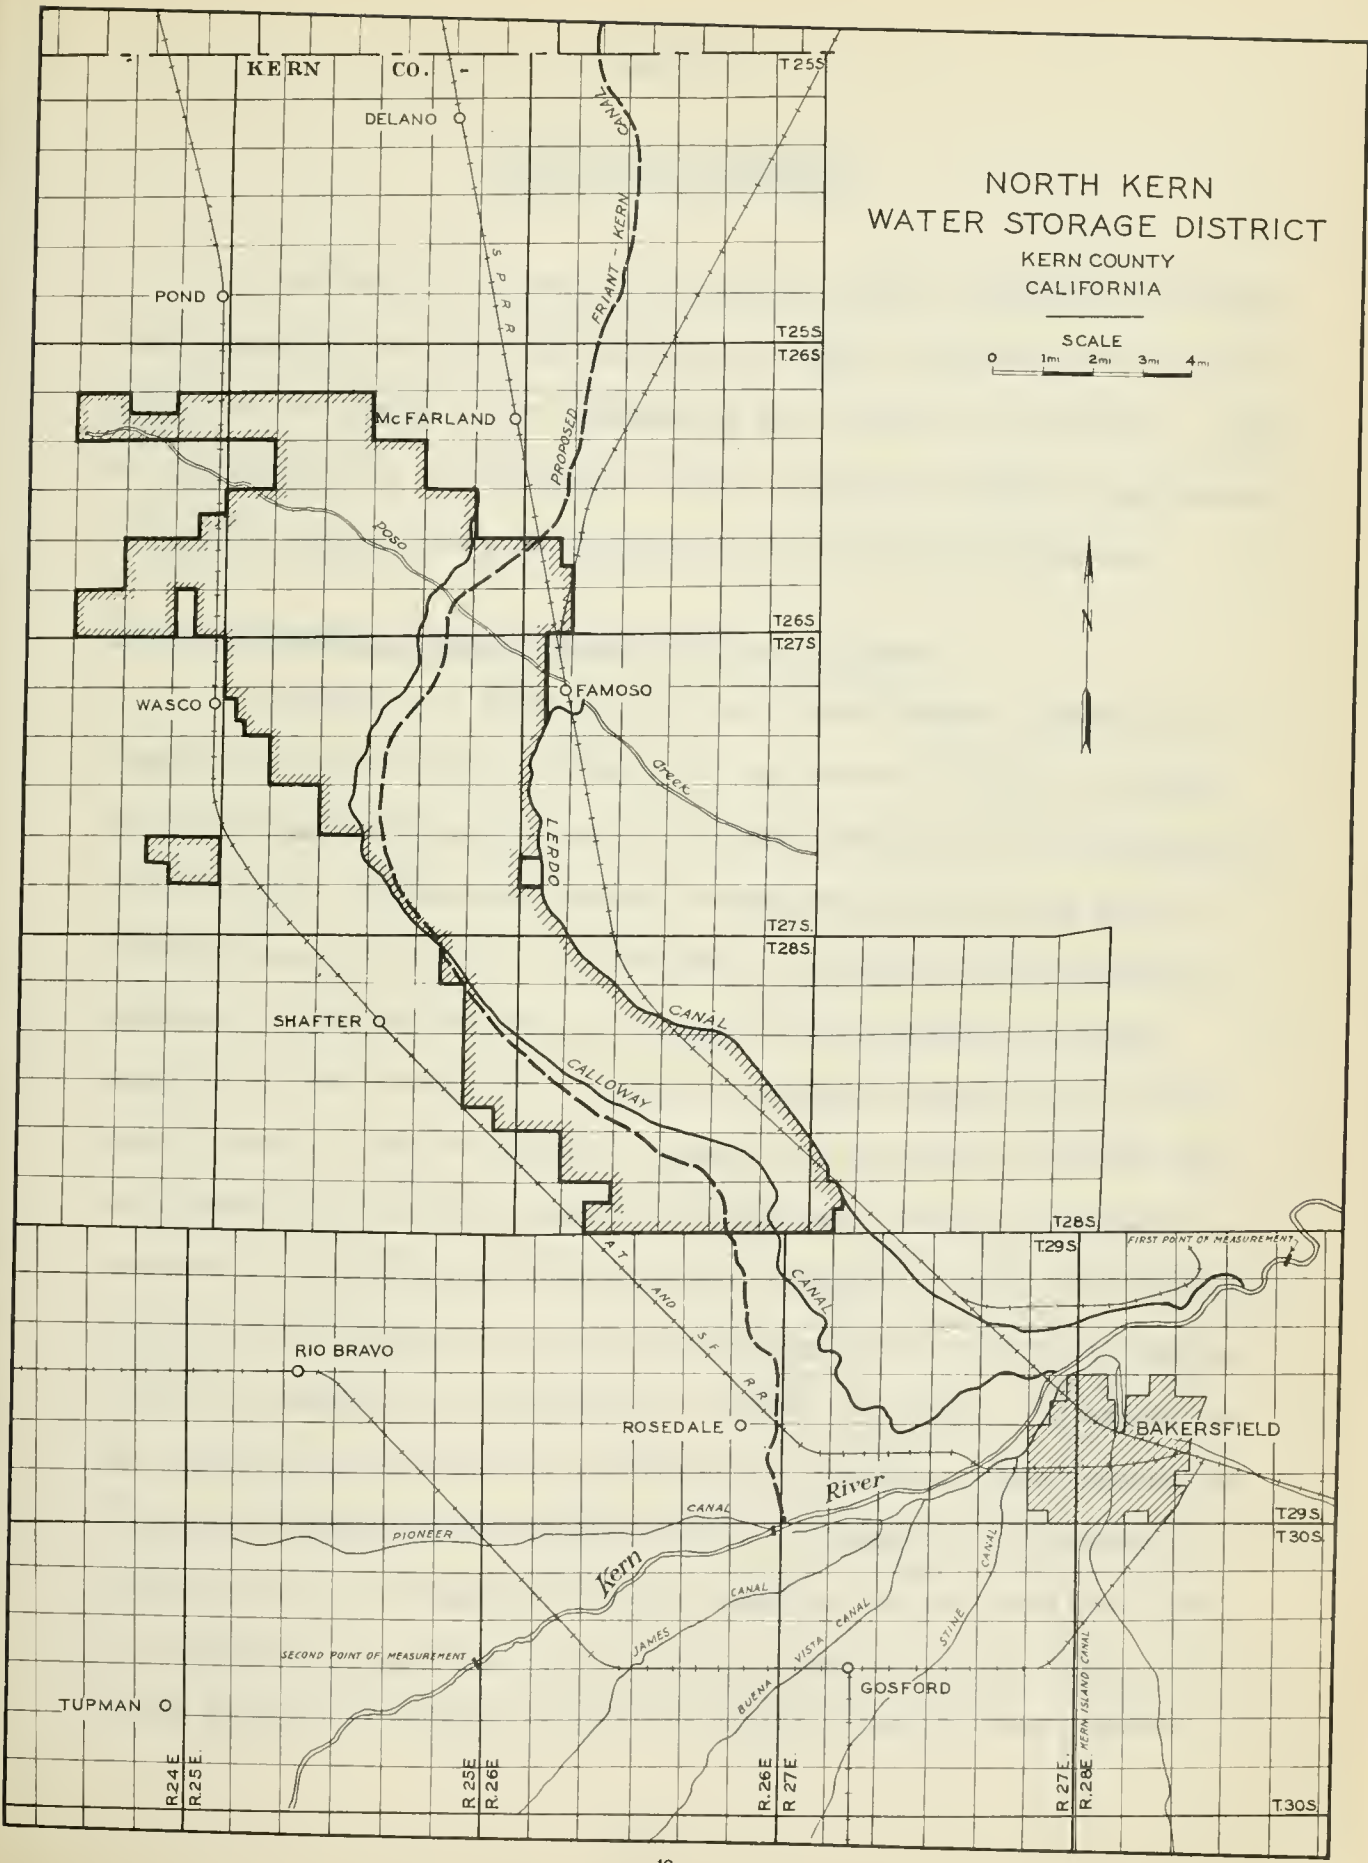 KERN CO.
T25S
DELANO
CANAL
NORTH KERN
WATER STORAGE DISTRICT
KERN COUNTY
CALIFORNIA
SCALE
0 1mi 2mi 3mi 4mi
FRIANT - KERN
S P R R
POND
T25S
T.26S
McFARLAND
PROPOSED
POSO
N
T26S
T.27S
WASCO
FAMOSO
Creek
LERDO
T27S.
T28S.
CANAL
SHAFTER
CALLOWAY
T28S
T.29S
FIRST POINT OF MEASUREMENT
AT AND SF RR
CANAL
RIO BRAVO
ROSEDALE
BAKERSFIELD
River
T29S
T30S
CANAL
PIONEER
Kern
CANAL
CANAL
CANAL
JAMES
VISTA
STINE
SECOND POINT OF MEASUREMENT
BUENA
GOSFORD
KERN ISLAND CANAL
TUPMAN
R.24E
R.25E.
R.25E
R.26E
R.26E
R 27E.
R 27E.
R.28E
T.30S